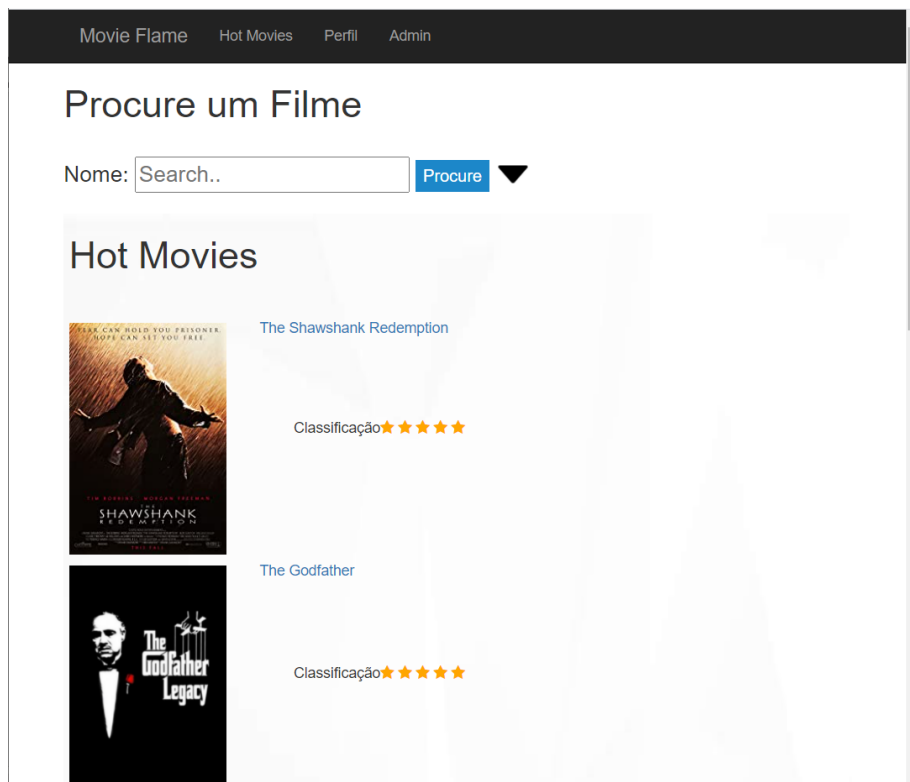 Movie Flame Hot Movies Perfil Admin
Procure um Filme
Nome: Search.. Procure
Hot Movies
FEAR CAN HOLD YOU PRISONER.
HOPE CAN SET YOU FREE.
TIM ROBBINS MORGAN FREEMAN
THE
SHAWSHANK
REDEMPTION
THIS FALL
The Shawshank Redemption
Classificação
The
Godfather
Legacy
The Godfather
Classificação